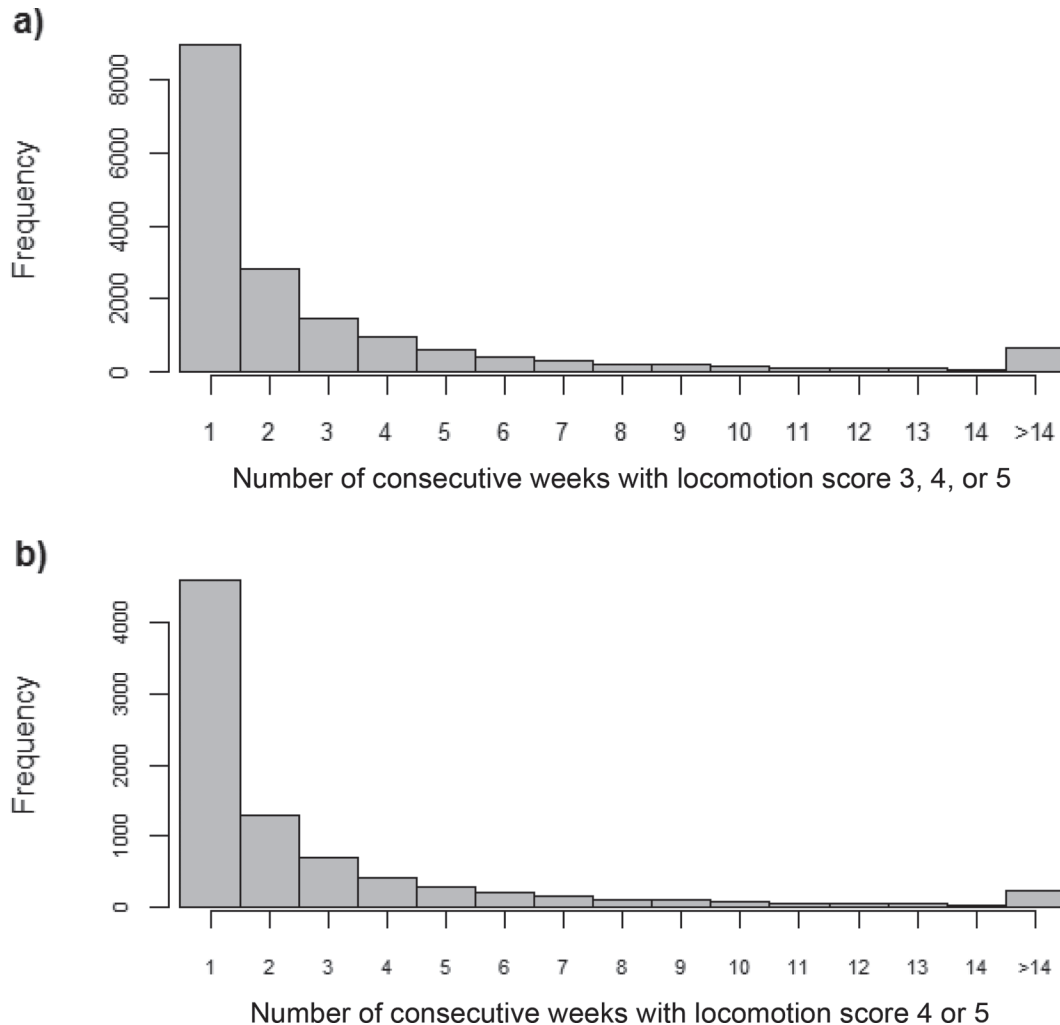 a)
Frequency
8000
6000
4000
2000
0
1 2 3 4 5 6 7 8 9 10 11 12 13 14 >14
Number of consecutive weeks with locomotion score 3, 4, or 5
b)
Frequency
4000
3000
2000
1000
0
1 2 3 4 5 6 7 8 9 10 11 12 13 14 >14
Number of consecutive weeks with locomotion score 4 or 5